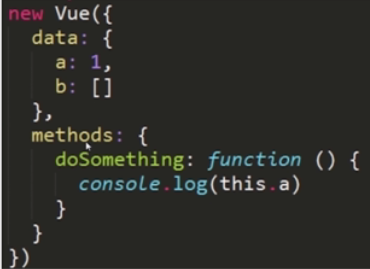 new Vue({
  data: {
    a: 1,
    b: []
  },
  methods: {
    doSomething: function () {
      console.log(this.a)
    }
  }
})